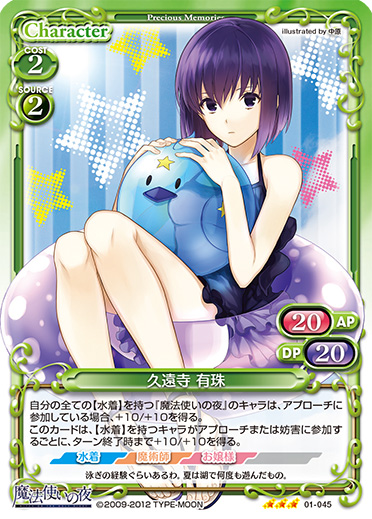 Precious Memories
Character
illustrated by 中原
COST
2
SOURCE
2
20 AP
DP 20
久遠寺 有珠
自分の全ての【水着】を持つ『魔法使いの夜』のキャラは、アプローチに
参加している場合、+10/+10を得る。
このカードは、【水着】を持つキャラがアプローチまたは妨害に参加す
るごとに、ターン終了時まで+10/+10を得る。
水着 魔術師 お嬢様
泳ぎの経験ぐらいあるわ。夏は湖で何度も遊んだもの。
魔法使いの夜
©2009-2012 TYPE-MOON
01-045